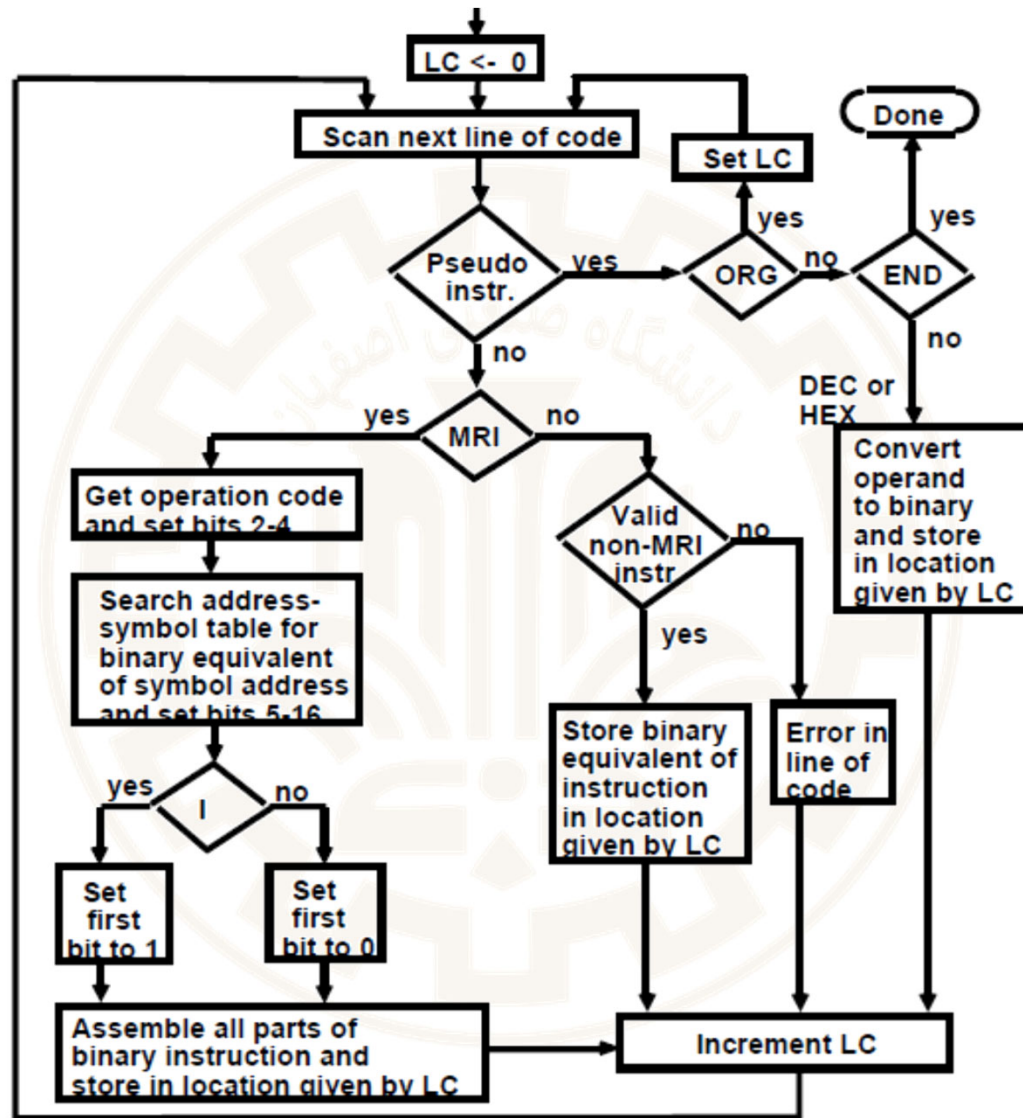 LC <- 0
Scan next line of code
Set LC
Done
yes
yes
Pseudo
instr.
yes
ORG
no
END
no
no
DEC or
HEX
yes
MRI
no
Get operation code
and set bits 2-4
Convert
operand
to binary
and store
in location
given by LC
Valid
non-MRI
instr
no
Search address-
symbol table for
binary equivalent
of symbol address
and set bits 5-16
yes
Store binary
equivalent of
instruction
in location
given by LC
Error in
line of
code
yes
I
no
Set
first
bit to 1
Set
first
bit to 0
Assemble all parts of
binary instruction and
store in location given by LC
Increment LC
دانشگاه صنعتی اصفهان